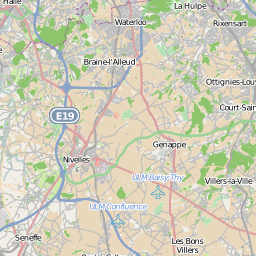 Halle
La Hulpe
Waterloo
Rixensart
Braine-l'Alleud
Ottignies-Lou
Court-Sain
E19
Genappe
Nivelles
ULM Baisy-Thy
Villers-la-Ville
ULM Confluence
Seneffe
Les Bons
Villers